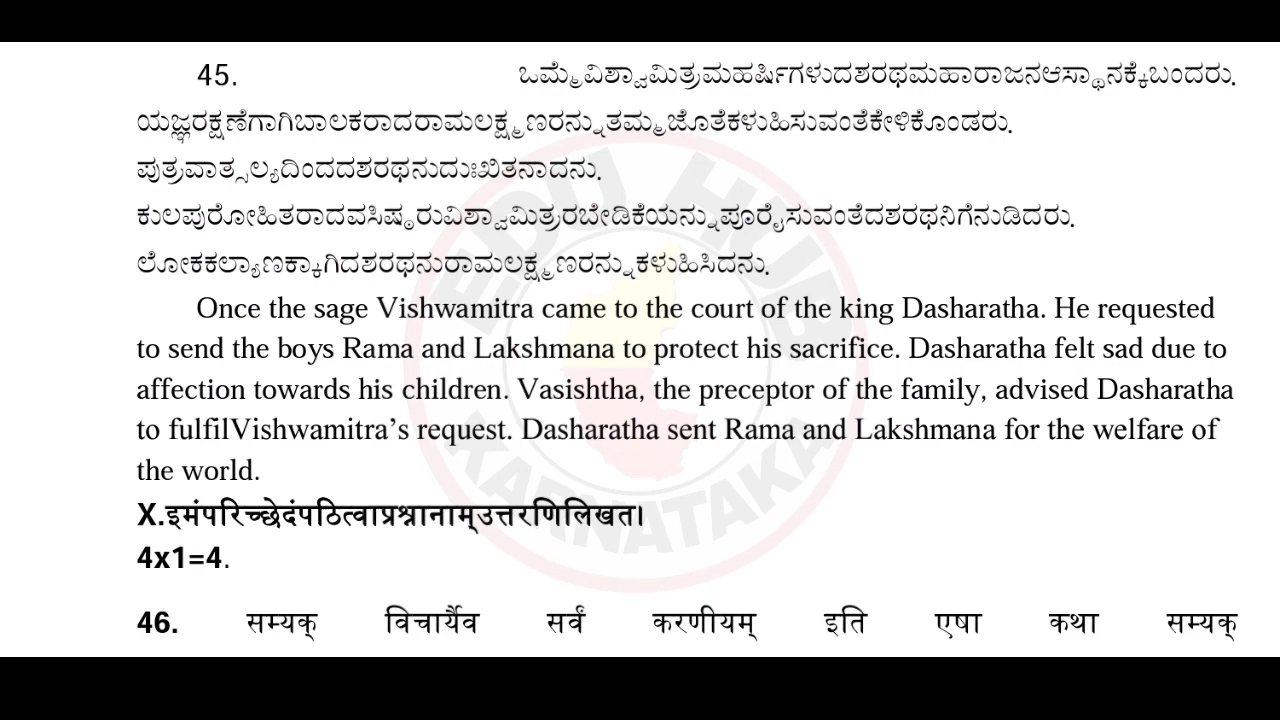 45. ಒಮ್ಮೆವಿಶ್ವಾಮಿತ್ರಮಹರ್ಷಿಗಳುದಶರಥಮಹಾರಾಜನಆಸ್ಥಾನಕ್ಕೆಬಂದರು.
ಯಜ್ಞರಕ್ಷಣೆಗಾಗಿಬಾಲಕರಾದರಾಮಲಕ್ಷ್ಮಣರನ್ನುತಮ್ಮಜೊತೆಕಳುಹಿಸುವಂತೆಕೇಳಿಕೊಂಡರು.
ಪುತ್ರವಾತ್ಸಲ್ಯದಿಂದದಶರಥನುದುಃಖಿತನಾದನು.
ಕುಲಪುರೋಹಿತರಾದವಸಿಷ್ಠರುವಿಶ್ವಾಮಿತ್ರರಬೇಡಿಕೆಯನ್ನುಪೂರೈಸುವಂತೆದಶರಥನಿಗೆನುಡಿದರು.
ಲೋಕಕಲ್ಯಾಣಕ್ಕಾಗಿದಶರಥನುರಾಮಲಕ್ಷ್ಮಣರನ್ನುಕಳುಹಿಸಿದನು.
Once the sage Vishwamitra came to the court of the king Dasharatha. He requested
to send the boys Rama and Lakshmana to protect his sacrifice. Dasharatha felt sad due to
affection towards his children. Vasishtha, the preceptor of the family, advised Dasharatha
to fulfilVishwamitra’s request. Dasharatha sent Rama and Lakshmana for the welfare of
the world.
X.इमंपरिच्छेदंपठित्वाप्रश्नानाम्उत्तरणिलिखत।
4x1=4.
46. सम्यक् विचार्यैव सर्वं करणीयम् इति एषा कथा सम्यक्
EDU HUB
KARNATAKA